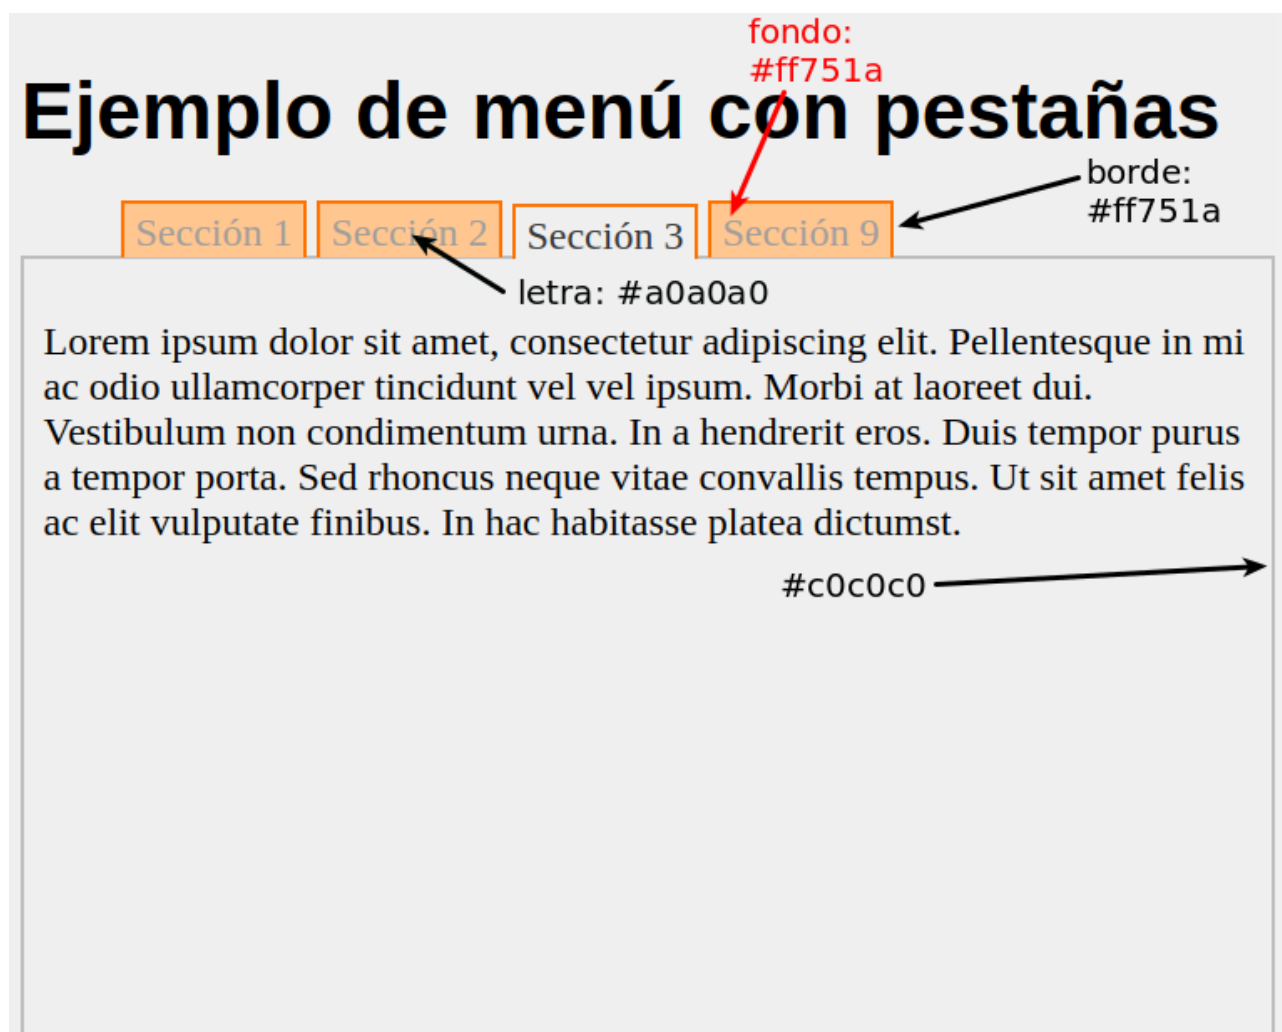 fondo:
#ff751a
Ejemplo de menú con pestañas
borde:
#ff751a
Sección 1
Sección 2
Sección 3
Sección 9
letra: #a0a0a0
Lorem ipsum dolor sit amet, consectetur adipiscing elit. Pellentesque in mi
ac odio ullamcorper tincidunt vel vel ipsum. Morbi at laoreet dui.
Vestibulum non condimentum urna. In a hendrerit eros. Duis tempor purus
a tempor porta. Sed rhoncus neque vitae convallis tempus. Ut sit amet felis
ac elit vulputate finibus. In hac habitasse platea dictumst.
#c0c0c0